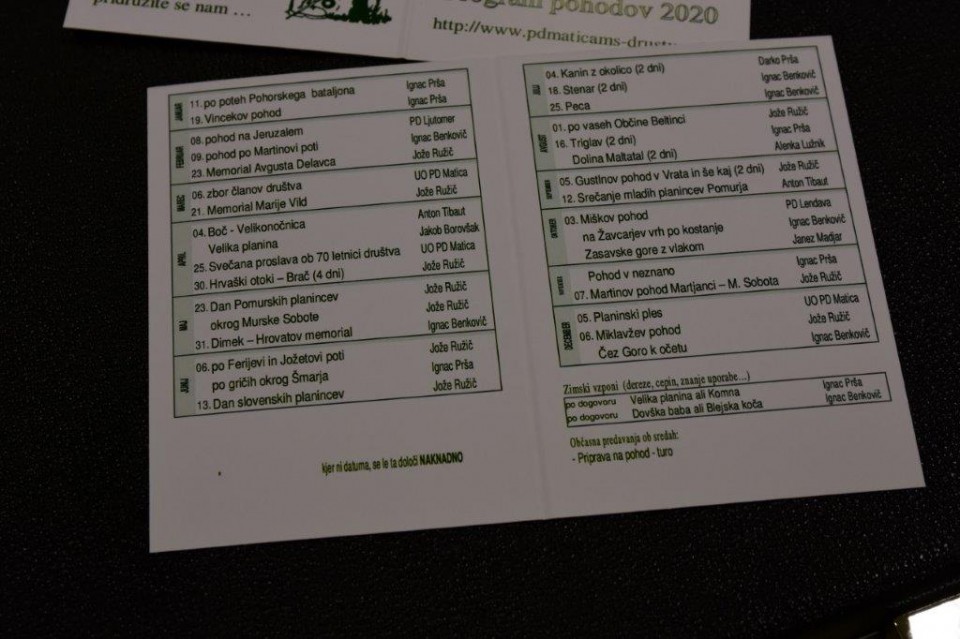 pridružite se nam ...
pohodov 2020
http://www.pdmaticams-drustv
JANUAR
11. po poteh Pohorskega bataljona Ignac Prša
19. Vincekov pohod Ignac Prša
FEBRUAR
08. pohod na Jeruzalem PD Ljutomer
09. pohod po Martinovi poti Ignac Benkovič
23. Memorial Avgusta Delavca Jože Ružič
MAREC
06. zbor članov društva UO PD Matica
21. Memorial Marije Vild Jože Ružič
APRIL
04. Boč - Velikonočnica Anton Tibaut
Velika planina Jakob Borovšak
25. Svečana proslava ob 70 letnici društva UO PD Matica
30. Hrvaški otoki – Brač (4 dni) Jože Ružič
MAJ
23. Dan Pomurskih planincev Jože Ružič
okrog Murske Sobote Jože Ružič
31. Dimek – Hrovatov memorial Ignac Benkovič
JUNIJ
06. po Ferijevi in Jožetovi poti Jože Ružič
po gričih okrog Šmarja Ignac Prša
13. Dan slovenskih planincev Jože Ružič
kjer ni datuma, se le ta določi NAKNADNO
04. Kanin z okolico (2 dni) Darko Prša
18. Stenar (2 dni) Ignac Benkovič
25. Peca Ignac Benkovič
AVGUST
01. po vaseh Občine Beltinci Jože Ružič
16. Triglav (2 dni) Ignac Prša
Dolina Maltatal (2 dni) Alenka Lužnik
05. Guština pohod v Vrata in še kaj (2 dni) Jože Ružič
12. Srečanje mladih planincev Pomurja Anton Tibaut
OKTOBER
03. Miškov pohod PD Lendava
na Žavcarjev vrh po kostanje Ignac Benkovič
Zasavske gore z vlakom Janez Madjar
Pohod v neznano Ignac Prša
07. Martinov pohod Martjanci – M. Sobota Jože Ružič
DECEMBER
05. Planinski ples UO PD Matica
06. Miklavžev pohod Jože Ružič
Čez Goro k očetu Ignac Benkovič
Zimski vzponi (dereze, cepin, znanje uporabe...)
po dogovoru Velika planina ali Komna Ignac Prša
po dogovoru Dovška baba ali Blejska koča Ignac Benkovič
Občasna predavanja ob sredah:
- Priprava na pohod - turo